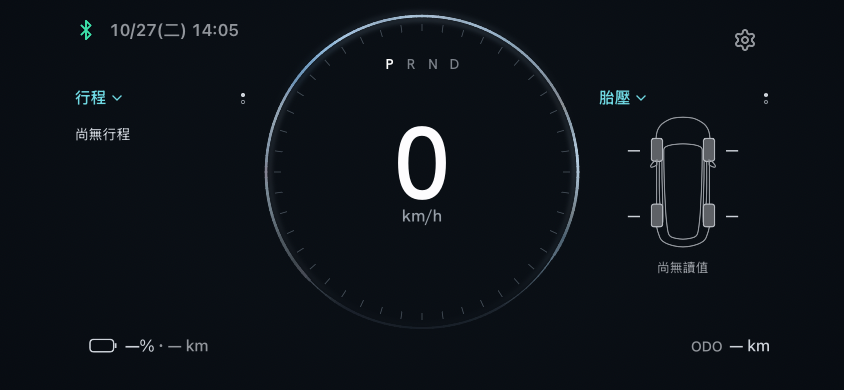 10/27(二) 14:05
P R N D
行程
胎壓
尚無行程
0
km/h
尚無讀值
—% · — km
ODO — km